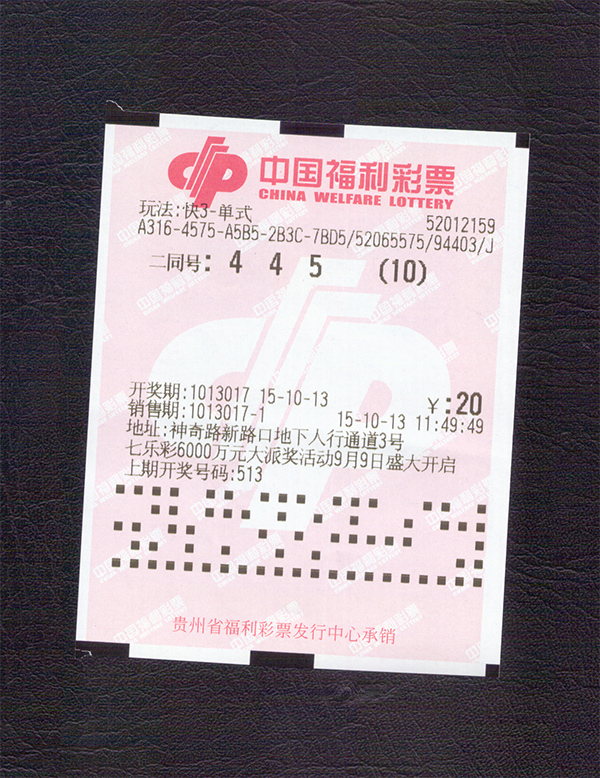 中国福利彩票
CHINA WELFARE LOTTERY
玩法:快3-单式
52012159
A316-4575-A5B5-2B3C-7BD5/52065575/94403/J
二同号: 4 4 5 (10)
开奖期:1013017 15-10-13
¥:20
销售期:1013017-1 15-10-13 11:49:49
地址:神奇路新路口地下人行通道3号
七乐彩6000万元大派奖活动9月9日盛大开启
上期开奖号码:513
贵州省福利彩票发行中心承销